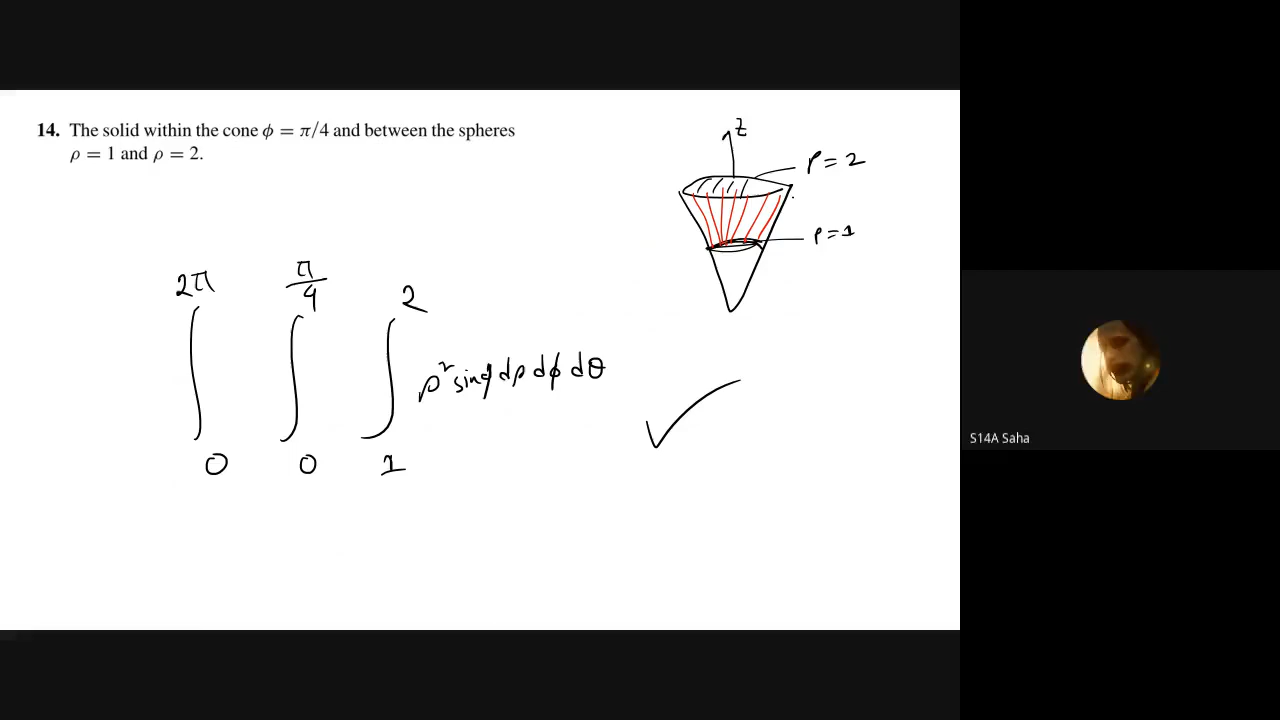 14. The solid within the cone ϕ = π/4 and between the spheres
ρ = 1 and ρ = 2.
z
ρ = 2
ρ = 1
2π π/4 2
∫ ∫ ∫ ρ² sinϕ dρ dϕ dθ
0 0 1
S14A Saha